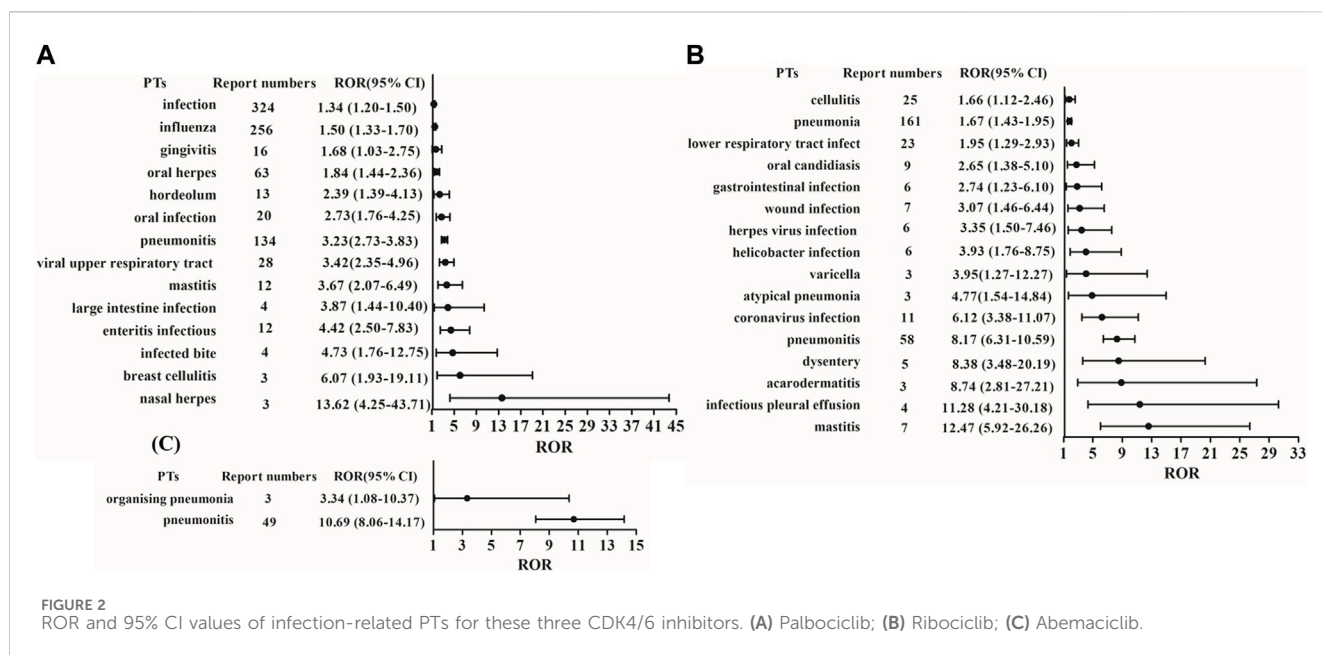 A
PTs Report numbers ROR(95% CI)
infection 324 1.34 (1.20-1.50)
influenza 256 1.50 (1.33-1.70)
gingivitis 16 1.68 (1.03-2.75)
oral herpes 63 1.84 (1.44-2.36)
hordeolum 13 2.39 (1.39-4.13)
oral infection 20 2.73(1.76-4.25)
pneumonitis 134 3.23(2.73-3.83)
viral upper respiratory tract 28 3.42(2.35-4.96)
mastitis 12 3.67 (2.07-6.49)
large intestine infection 4 3.87 (1.44-10.40)
enteritis infectious 12 4.42 (2.50-7.83)
infected bite 4 4.73 (1.76-12.75)
breast cellulitis 3 6.07 (1.93-19.11)
nasal herpes 3 13.62 (4.25-43.71)
1 5 9 13 17 21 25 29 33 37 41 45
ROR
B
PTs Report numbers ROR(95% CI)
cellulitis 25 1.66 (1.12-2.46)
pneumonia 161 1.67 (1.43-1.95)
lower respiratory tract infect 23 1.95 (1.29-2.93)
oral candidiasis 9 2.65 (1.38-5.10)
gastrointestinal infection 6 2.74 (1.23-6.10)
wound infection 7 3.07 (1.46-6.44)
herpes virus infection 6 3.35 (1.50-7.46)
helicobacter infection 6 3.93 (1.76-8.75)
varicella 3 3.95(1.27-12.27)
atypical pneumonia 3 4.77(1.54-14.84)
coronavirus infection 11 6.12 (3.38-11.07)
pneumonitis 58 8.17 (6.31-10.59)
dysentery 5 8.38 (3.48-20.19)
acarodermatitis 3 8.74 (2.81-27.21)
infectious pleural effusion 4 11.28 (4.21-30.18)
mastitis 7 12.47 (5.92-26.26)
1 5 9 13 17 21 25 29 33
ROR
(C)
PTs Report numbers ROR(95% CI)
organising pneumonia 3 3.34 (1.08-10.37)
pneumonitis 49 10.69 (8.06-14.17)
1 3 5 7 9 11 13 15
ROR
FIGURE 2
ROR and 95% CI values of infection-related PTs for these three CDK4/6 inhibitors. (A) Palbociclib; (B) Ribociclib; (C) Abemaciclib.